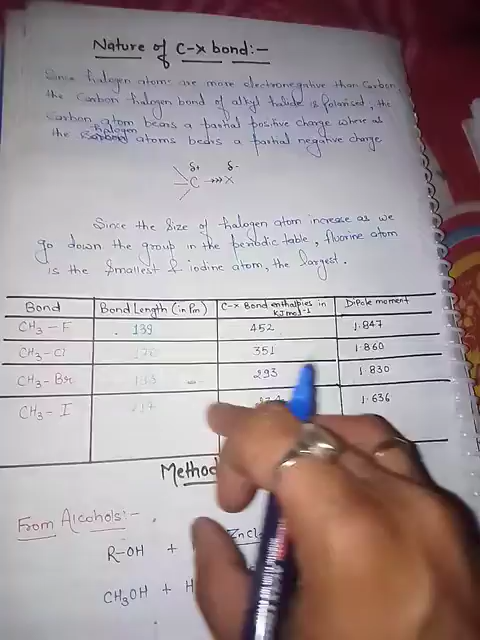 Nature of C-x bond:-
Since halogen atoms are more electronegative than Carbon,
the Carbon halogen bond of alkyl halide is polarised, the
Carbon atom bears a partial positive charge where as
the halogen atoms bears a partial negative charge
δ+ δ-
C →→→ X
Since the Size of halogen atom increase as we
go down the group in the periodic table, fluorine atom
is the Smallest & iodine atom, the largest.
Bond Bond Length (in Pm) C-X Bond enthalpies in KJ mol⁻¹ Dipole moment
CH3-F 139 452 1.847
CH3-Cl 351 1.860
CH3-Br 293 1.830
CH3-I 1.636
Method
From Alcohols:-
R-OH + ZnCl
CH3OH + H